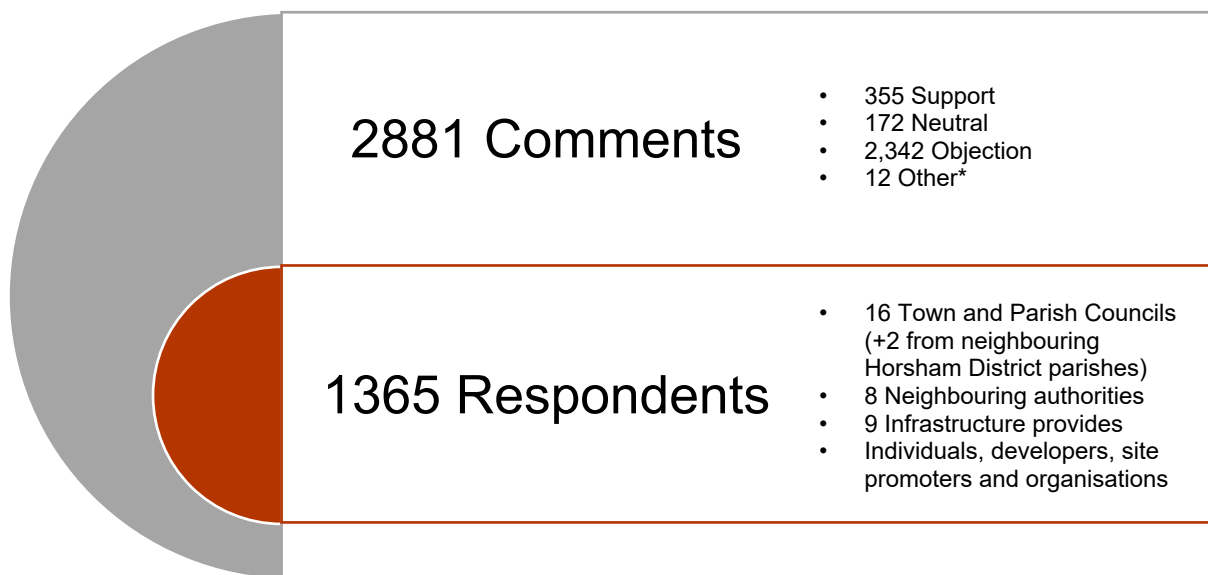 2881 Comments
• 355 Support
• 172 Neutral
• 2,342 Objection
• 12 Other*
1365 Respondents
• 16 Town and Parish Councils
(+2 from neighbouring
Horsham District parishes)
• 8 Neighbouring authorities
• 9 Infrastructure provides
• Individuals, developers, site
promoters and organisations